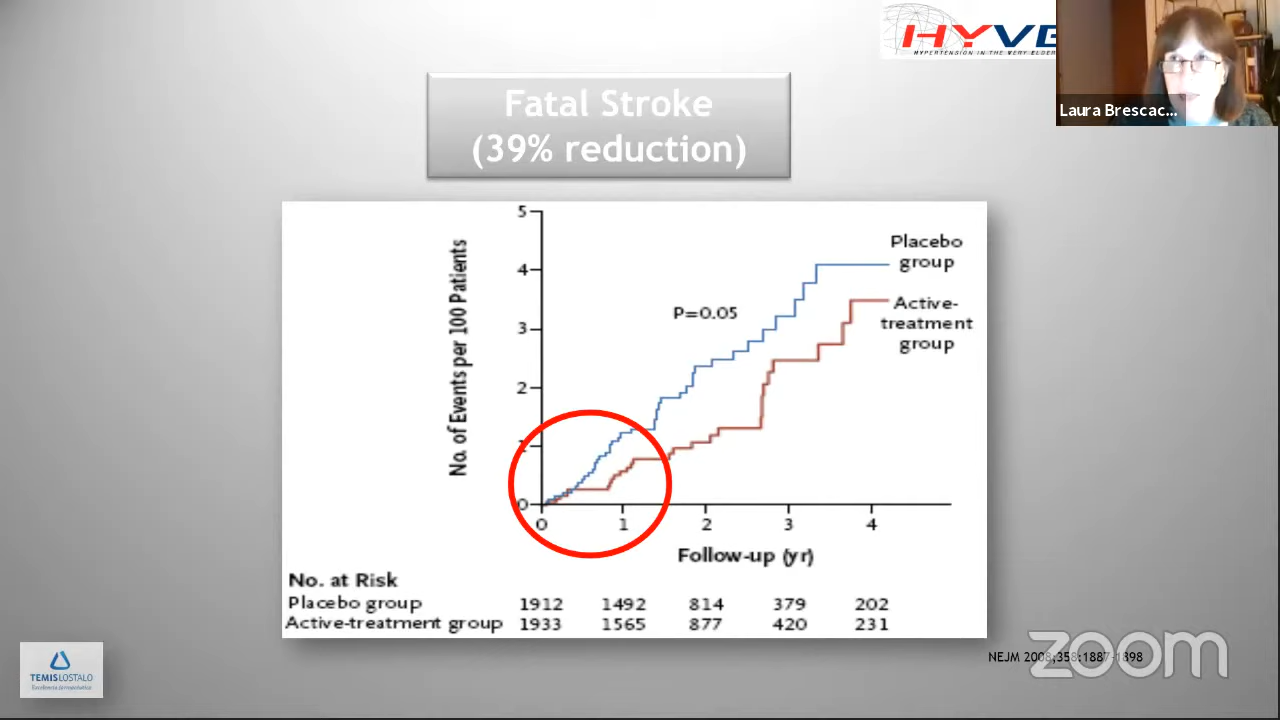 HYVE
HYPERTENSION IN THE VERY ELDER
Laura Brescac...
Fatal Stroke
(39% reduction)
No. of Events per 100 Patients
5
4
3
2
1
0
Placebo
group
P=0.05
Active-
treatment
group
0 1 2 3 4
Follow-up (yr)
No. at Risk
Placebo group 1912 1492 814 379 202
Active-treatment group 1933 1565 877 420 231
NEJM 2008;358:1887-1898
zoom
TEMISLOSTALO